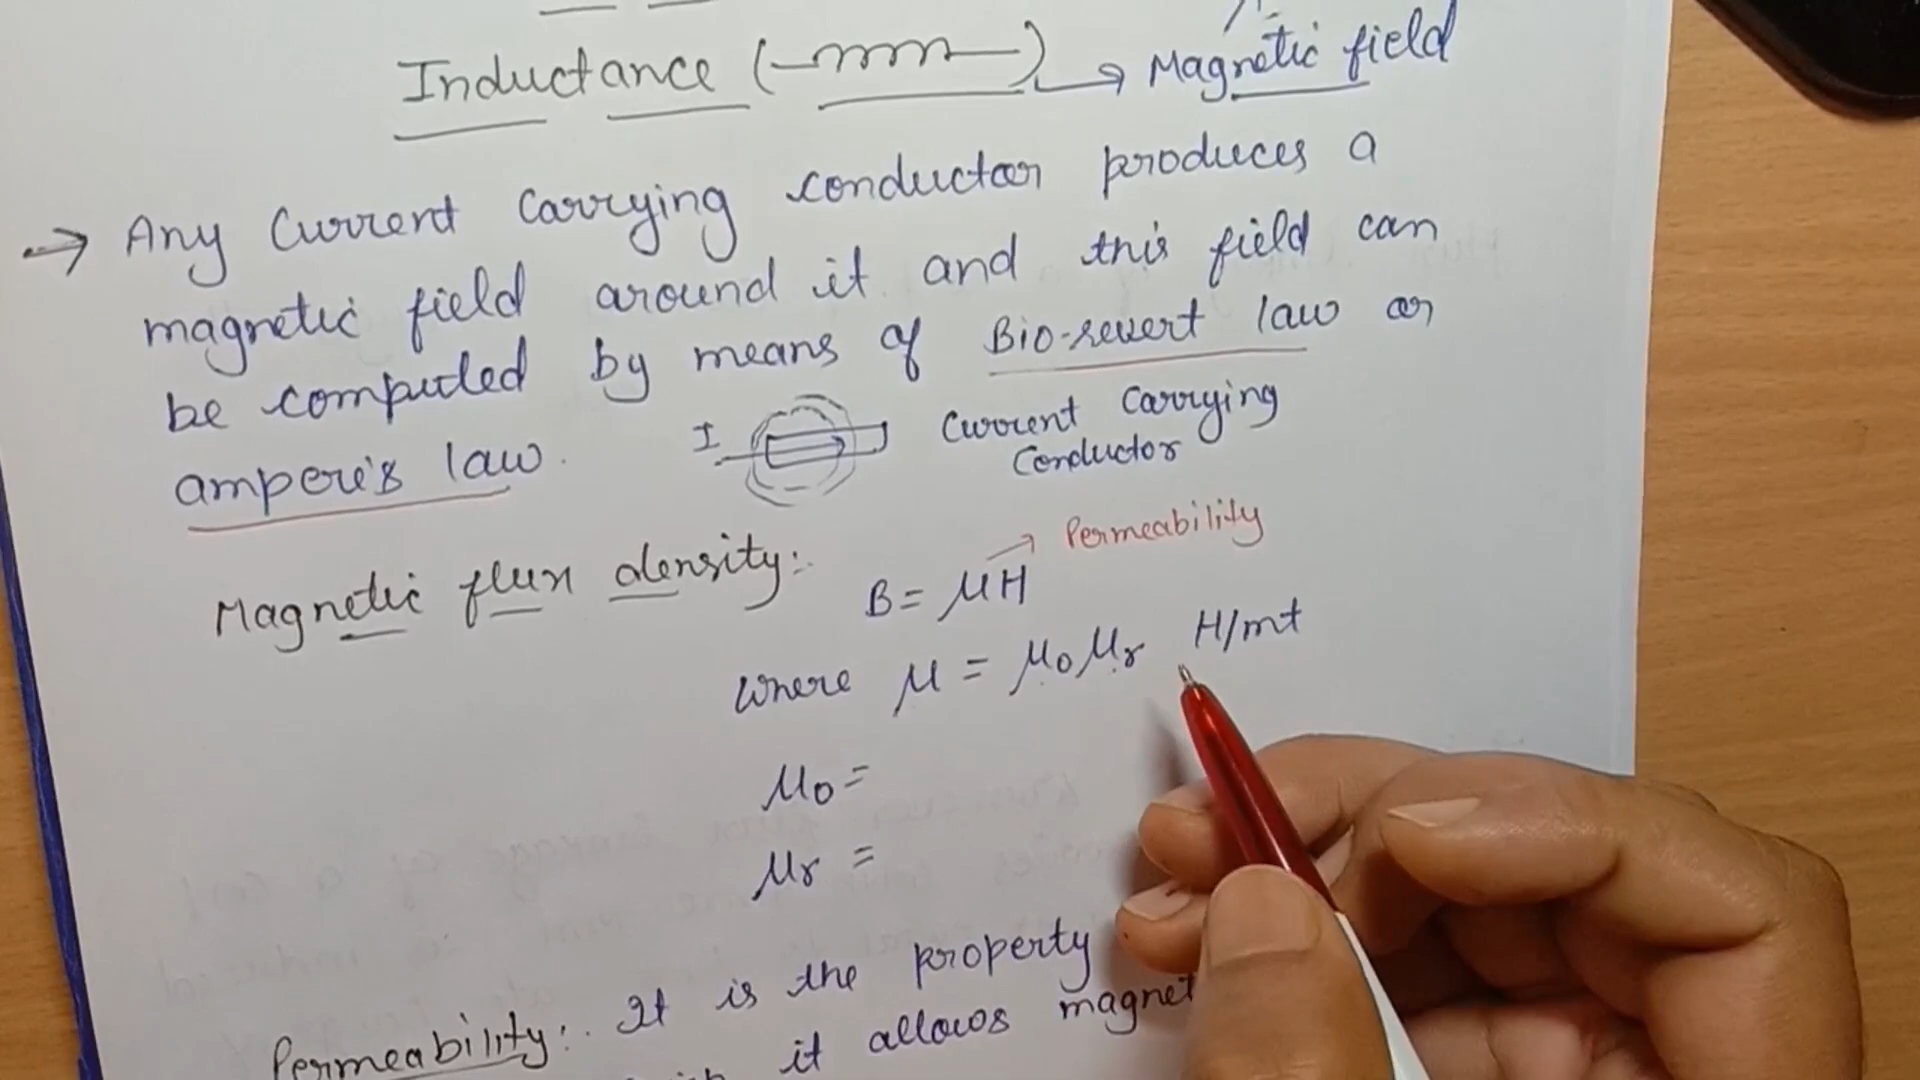 Inductance ( ) → Magnetic field
→ Any Current Carrying conductor produces a
magnetic field around it and this field can
be computed by means of Bio-severt law or
ampere's law.
I Current Carrying
Conductor
Permeability
Magnetic flux density:-
B = μH
where μ = μ0μr H/mt
μ0 =
μr =
Permeability:- It is the property
it allows magnet